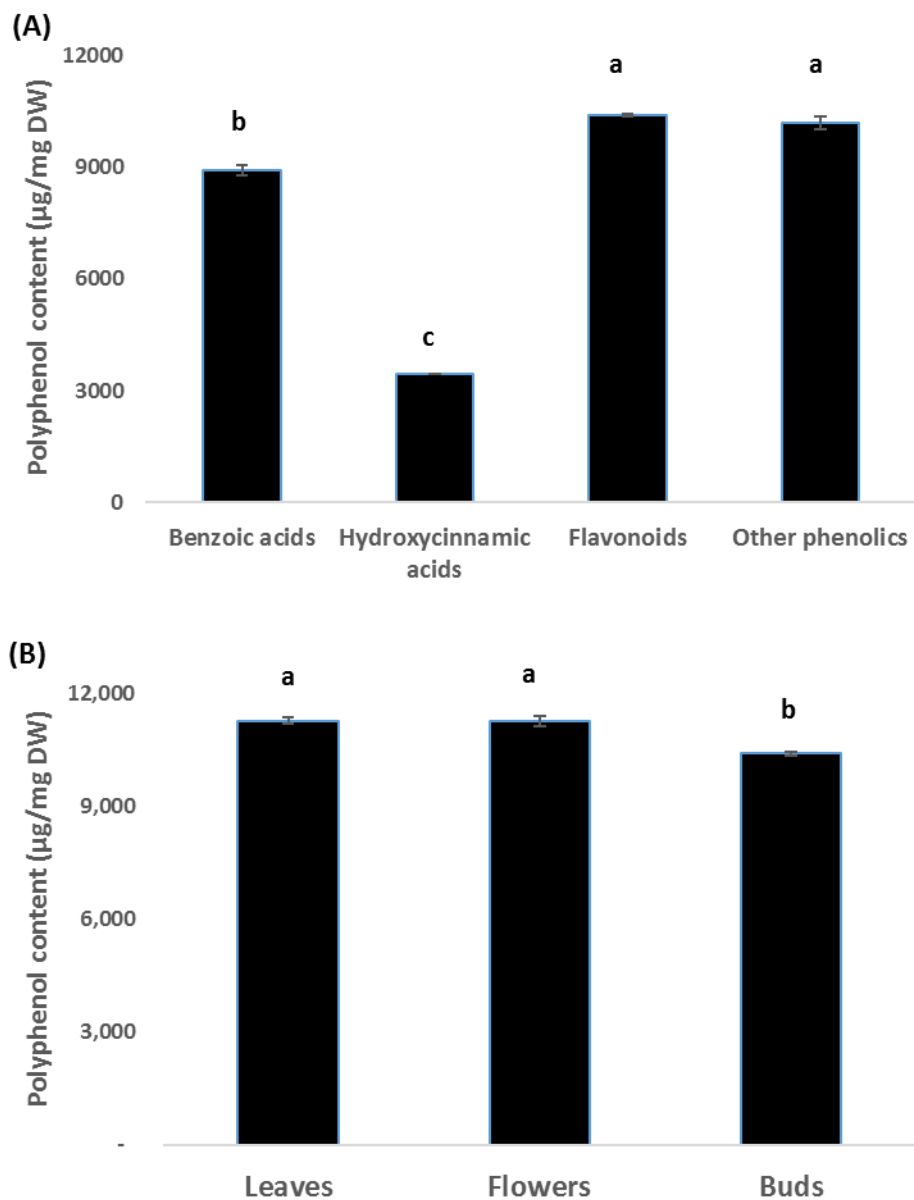 (A)
Polyphenol content (µg/mg DW)
12000
9000
6000
3000
0
b
c
a
a
Benzoic acids
Hydroxycinnamic
acids
Flavonoids
Other phenolics
(B)
Polyphenol content (µg/mg DW)
12,000
9,000
6,000
3,000
-
a
a
b
Leaves
Flowers
Buds